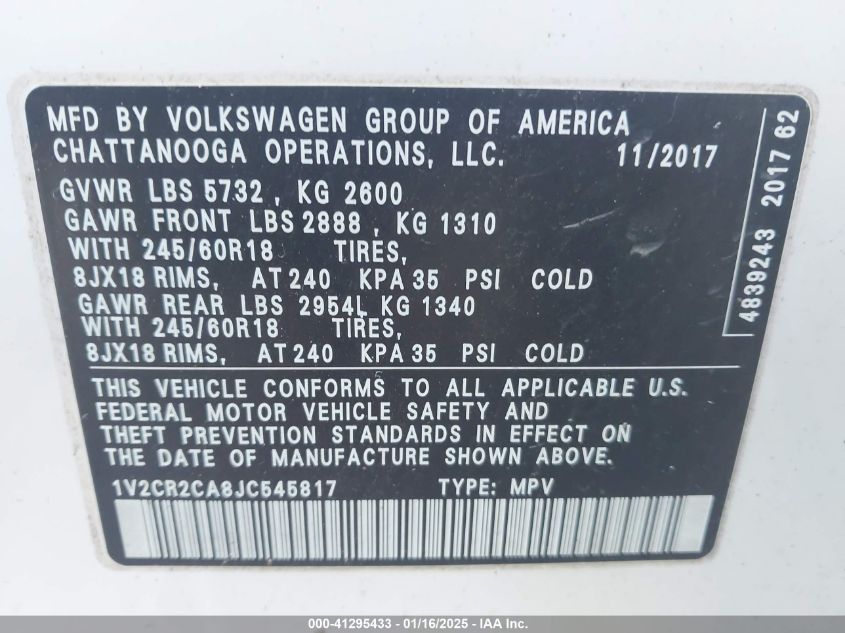 MFD BY VOLKSWAGEN GROUP OF AMERICA
CHATTANOOGA OPERATIONS, LLC. 11/2017
GVWR LBS 5732, KG 2600
GAWR FRONT LBS 2888, KG 1310
WITH 245/60R18 TIRES,
8JX18 RIMS, AT 240 KPA 35 PSI COLD
GAWR REAR LBS 2954L KG 1340
WITH 245/60R18 TIRES,
8JX18 RIMS, AT 240 KPA 35 PSI COLD
THIS VEHICLE CONFORMS TO ALL APPLICABLE U.S.
FEDERAL MOTOR VEHICLE SAFETY AND
THEFT PREVENTION STANDARDS IN EFFECT ON
THE DATE OF MANUFACTURE SHOWN ABOVE.
1V2CR2CA8JC545817 TYPE: MPV
4839243 2017 62
000-41295433 - 01/16/2025 - IAA Inc.